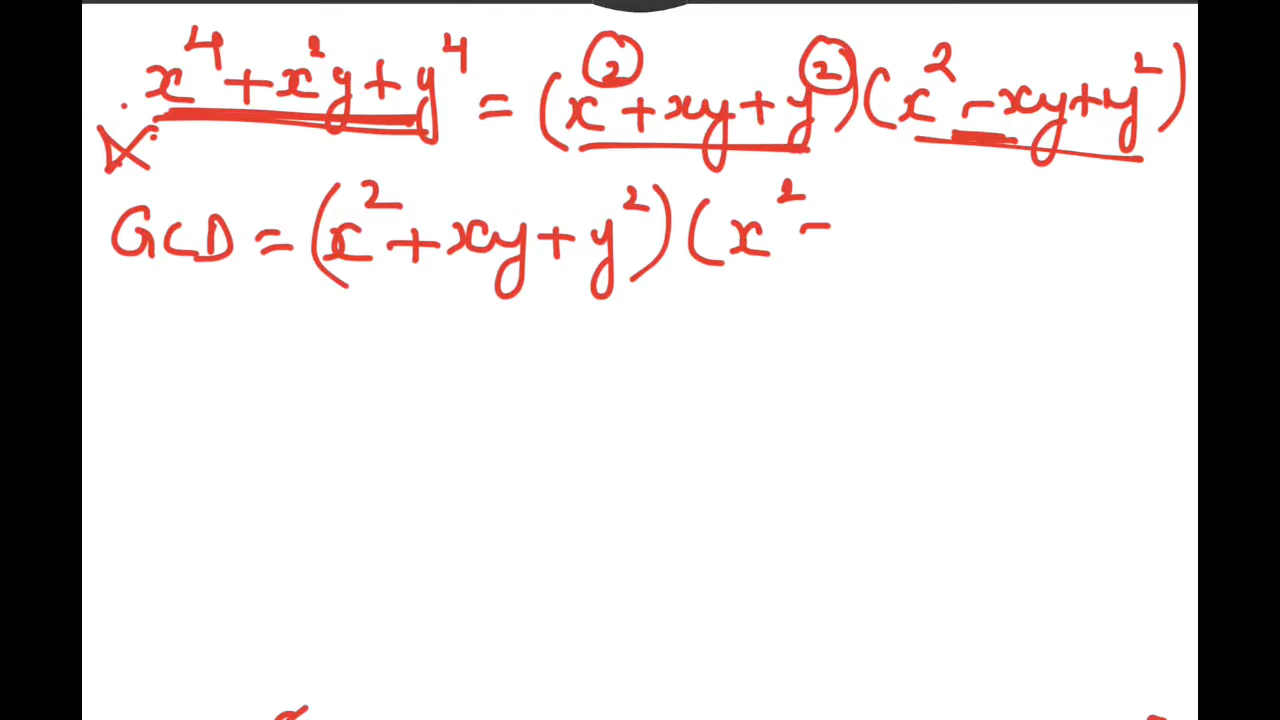 x⁴ + x²y + y⁴ = (x² + xy + y²)(x² - xy + y²)
GCD = (x² + xy + y²)(x² -